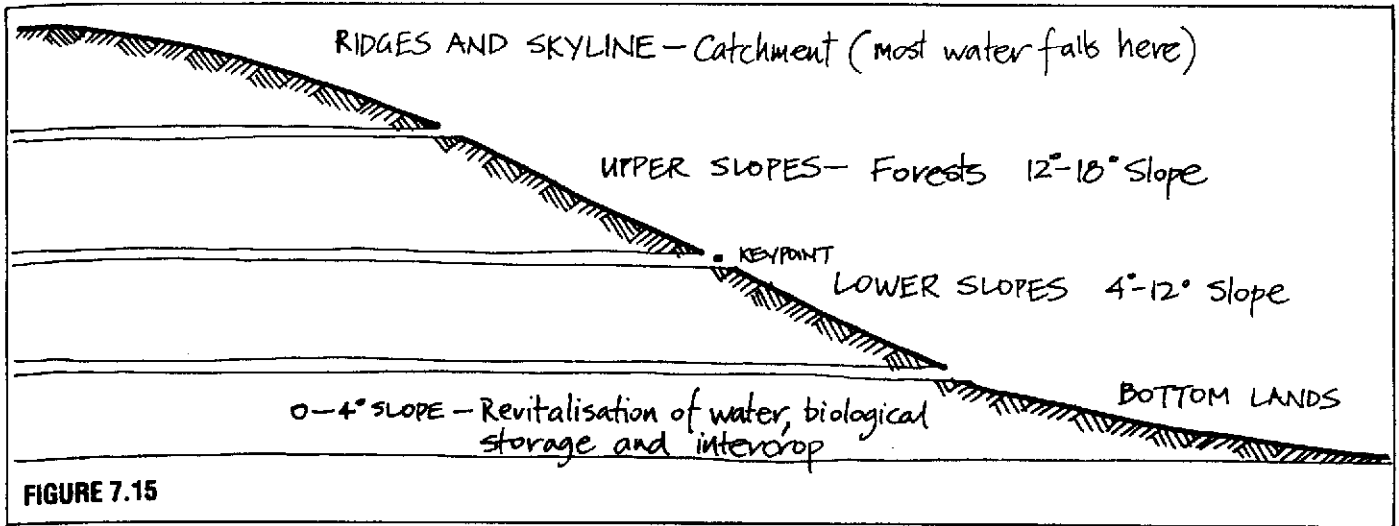 RIDGES AND SKYLINE - Catchment (most water falls here)
UPPER SLOPES - Forests 12°-18° Slope
• KEYPOINT
LOWER SLOPES 4°-12° Slope
BOTTOM LANDS
0-4° SLOPE - Revitalisation of water, biological
storage and intercrop
FIGURE 7.15